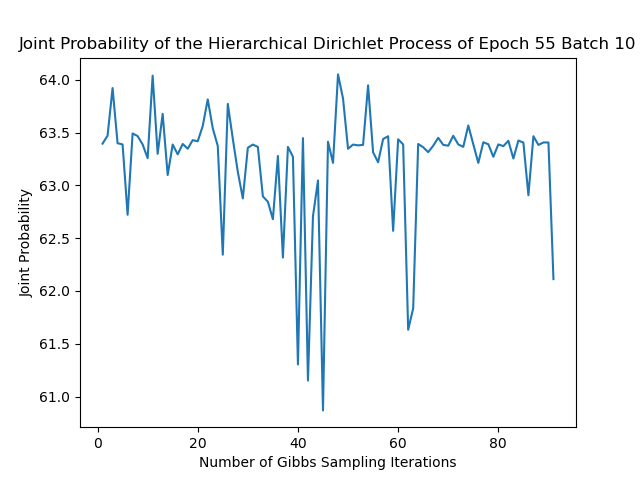 Joint Probability of the Hierarchical Dirichlet Process of Epoch 55 Batch 10
64.0
63.5
63.0
62.5
62.0
61.5
61.0
Joint Probability
0 20 40 60 80
Number of Gibbs Sampling Iterations